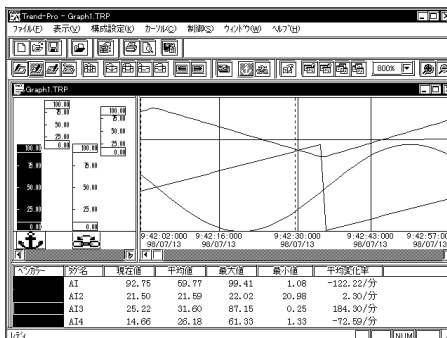 Trend-Pro - Graph1.TRP
ファイル(F) 表示(V) 構成設定(K) カーソル(C) 制御(S) ウィンドウ(W) ヘルプ(H)
800%
Graph1.TRP
100.00 100.00
75.00 75.00
50.00 50.00
25.00 25.00
0.00 0.00
100.00 100.00
75.00 75.00
50.00 50.00
25.00 25.00
0.00 0.00
9:42:02:000 9:42:16:000 9:42:30:000 9:42:43:000 9:42:57:00
98/07/13 98/07/13 98/07/13 98/07/13 98/07/13
ペンカラー タグ名 現在値 平均値 最大値 最小値 平均変化率
AI 92.75 59.77 99.41 1.08 -122.22/分
AI2 21.50 21.59 22.02 20.98 2.30/分
AI3 25.22 31.60 87.15 0.25 184.30/分
AI4 14.66 26.18 61.33 1.33 -72.59/分
レディ NUM